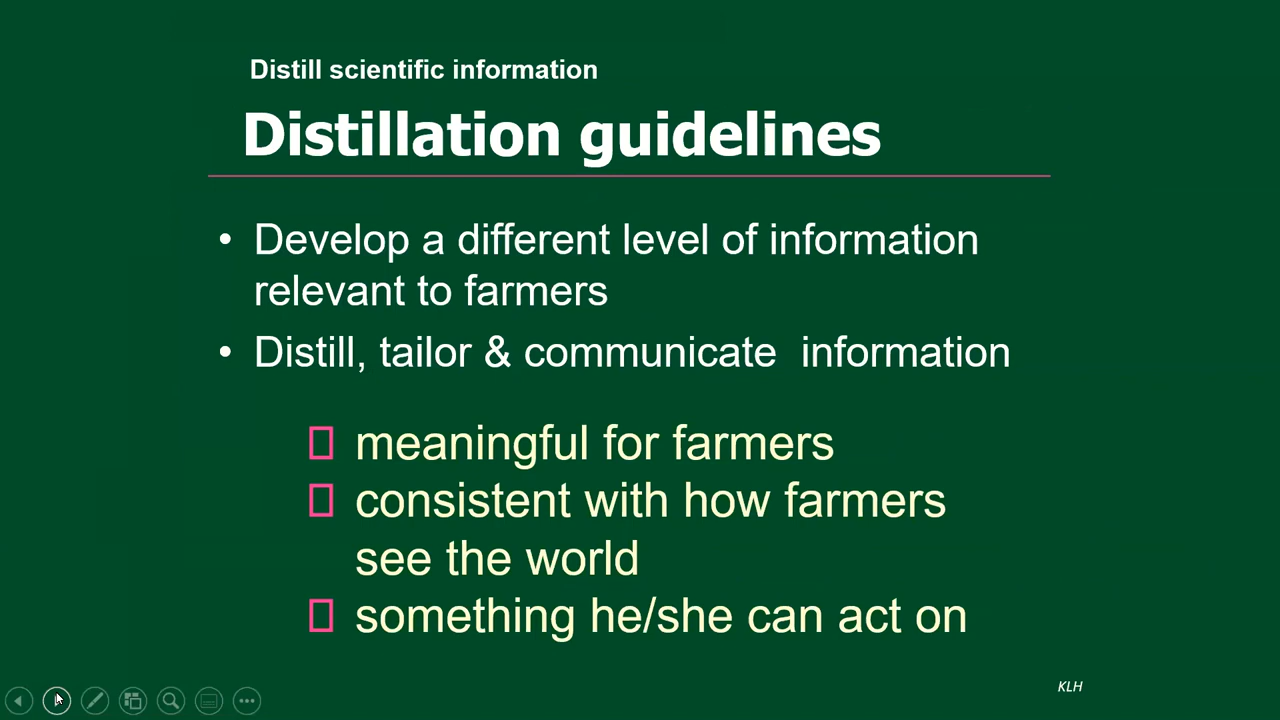 Distill scientific information
Distillation guidelines
• Develop a different level of information
relevant to farmers
• Distill, tailor & communicate  information
meaningful for farmers
consistent with how farmers
see the world
something he/she can act on
KLH